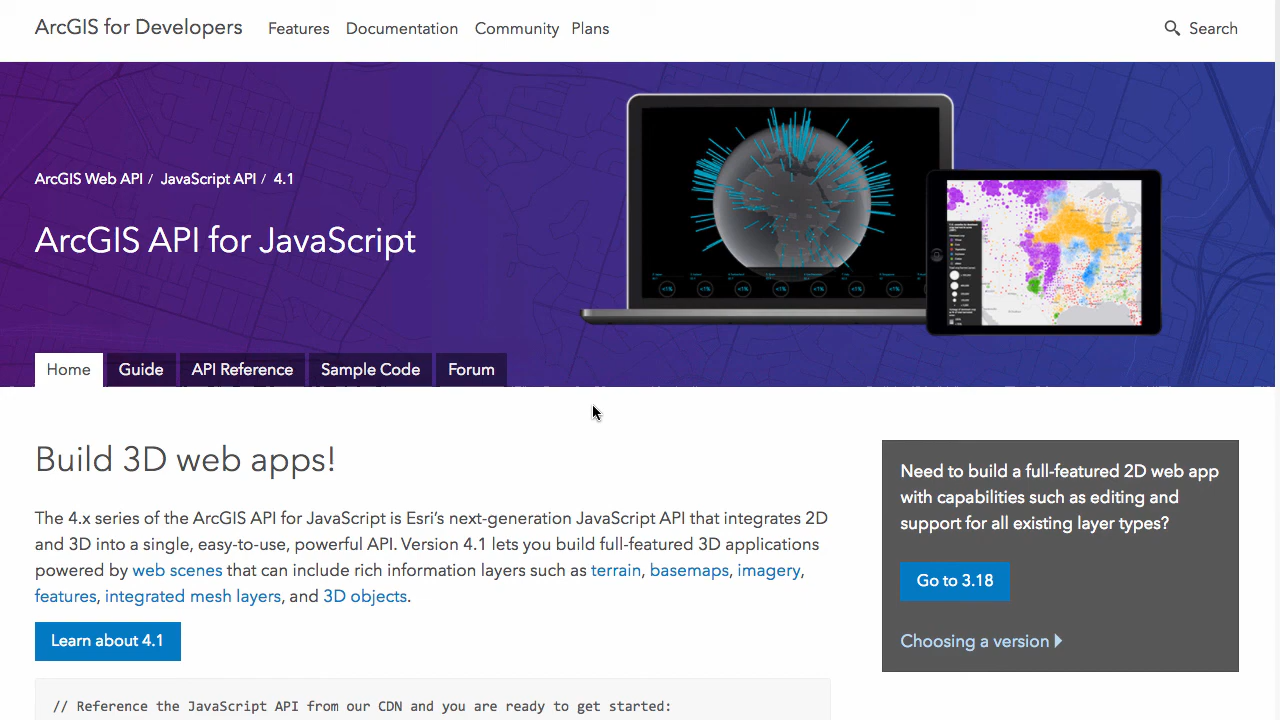 ArcGIS for Developers Features Documentation Community Plans Search
ArcGIS Web API / JavaScript API / 4.1
ArcGIS API for JavaScript
Home Guide API Reference Sample Code Forum
Build 3D web apps!
The 4.x series of the ArcGIS API for JavaScript is Esri's next-generation JavaScript API that integrates 2D
and 3D into a single, easy-to-use, powerful API. Version 4.1 lets you build full-featured 3D applications
powered by web scenes that can include rich information layers such as terrain, basemaps, imagery,
features, integrated mesh layers, and 3D objects.
Learn about 4.1
// Reference the JavaScript API from our CDN and you are ready to get started:
Need to build a full-featured 2D web app
with capabilities such as editing and
support for all existing layer types?
Go to 3.18
Choosing a version